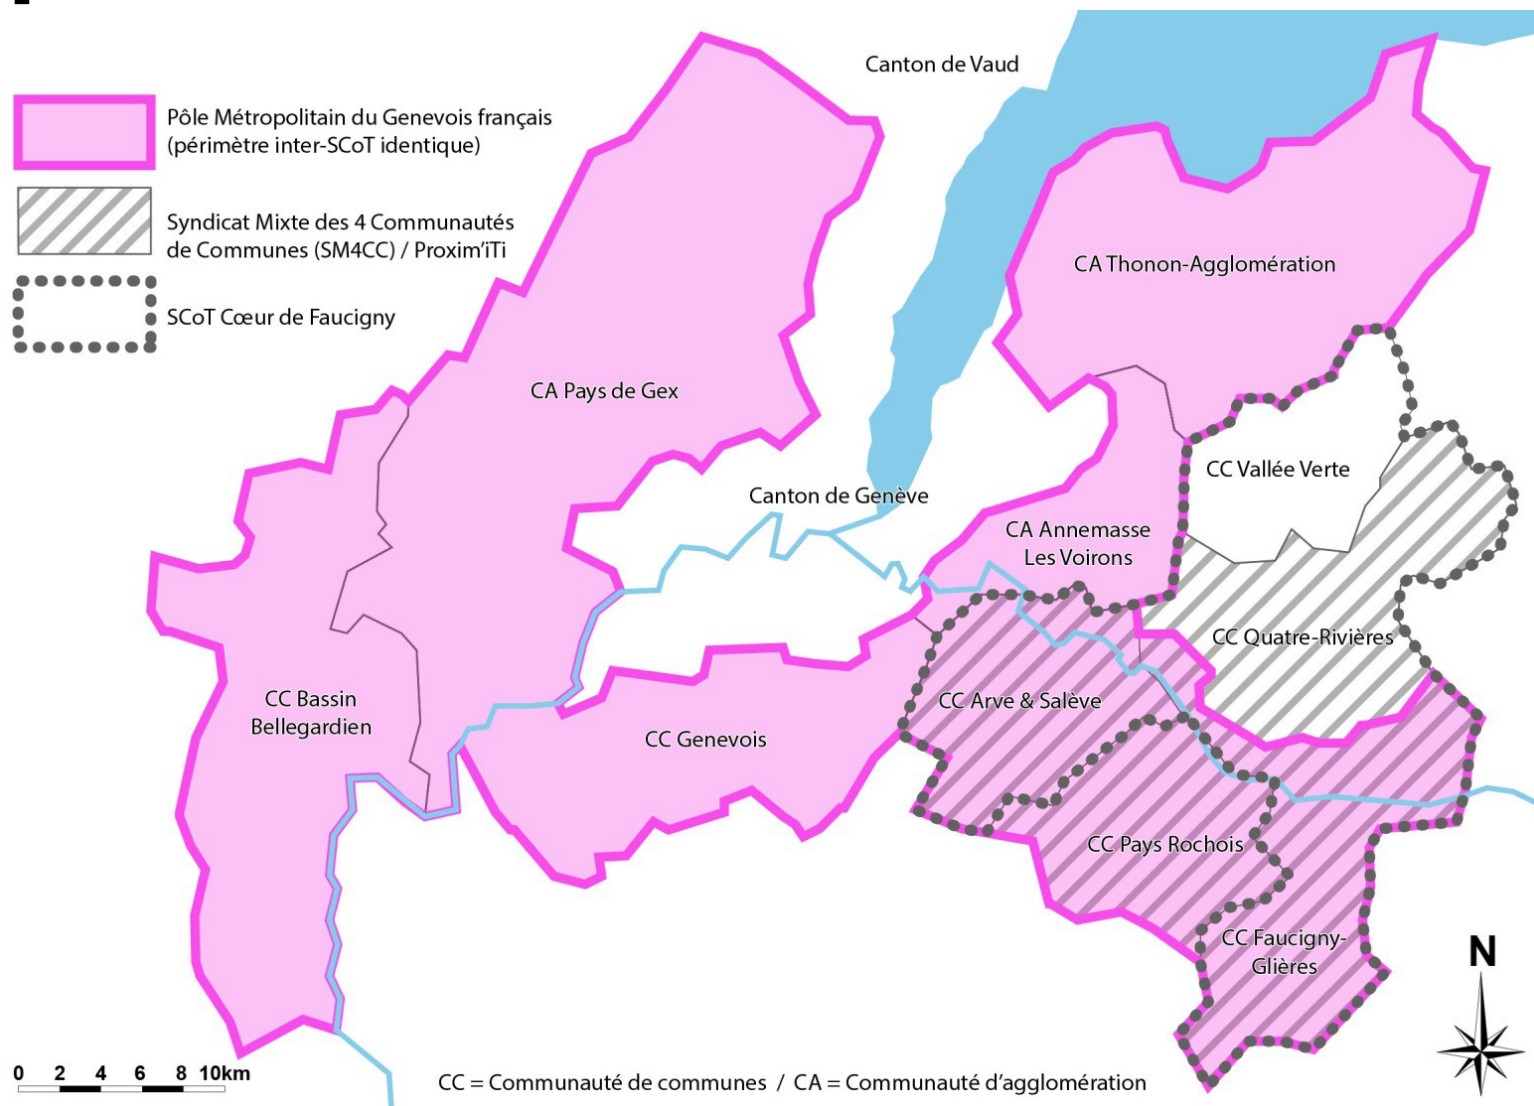 Canton de Vaud
Pôle Métropolitain du Genevois français
(périmètre inter-SCoT identique)
Syndicat Mixte des 4 Communautés
de Communes (SM4CC) / Proxim'iTi
SCoT Cœur de Faucigny
CA Thonon-Agglomération
CA Pays de Gex
CC Vallée Verte
Canton de Genève
CA Annemasse
Les Voirons
CC Quatre-Rivières
CC Bassin
Bellegardien
CC Arve & Salève
CC Genevois
CC Pays Rochois
CC Faucigny-
Glières
N
0 2 4 6 8 10km
CC = Communauté de communes / CA = Communauté d'agglomération